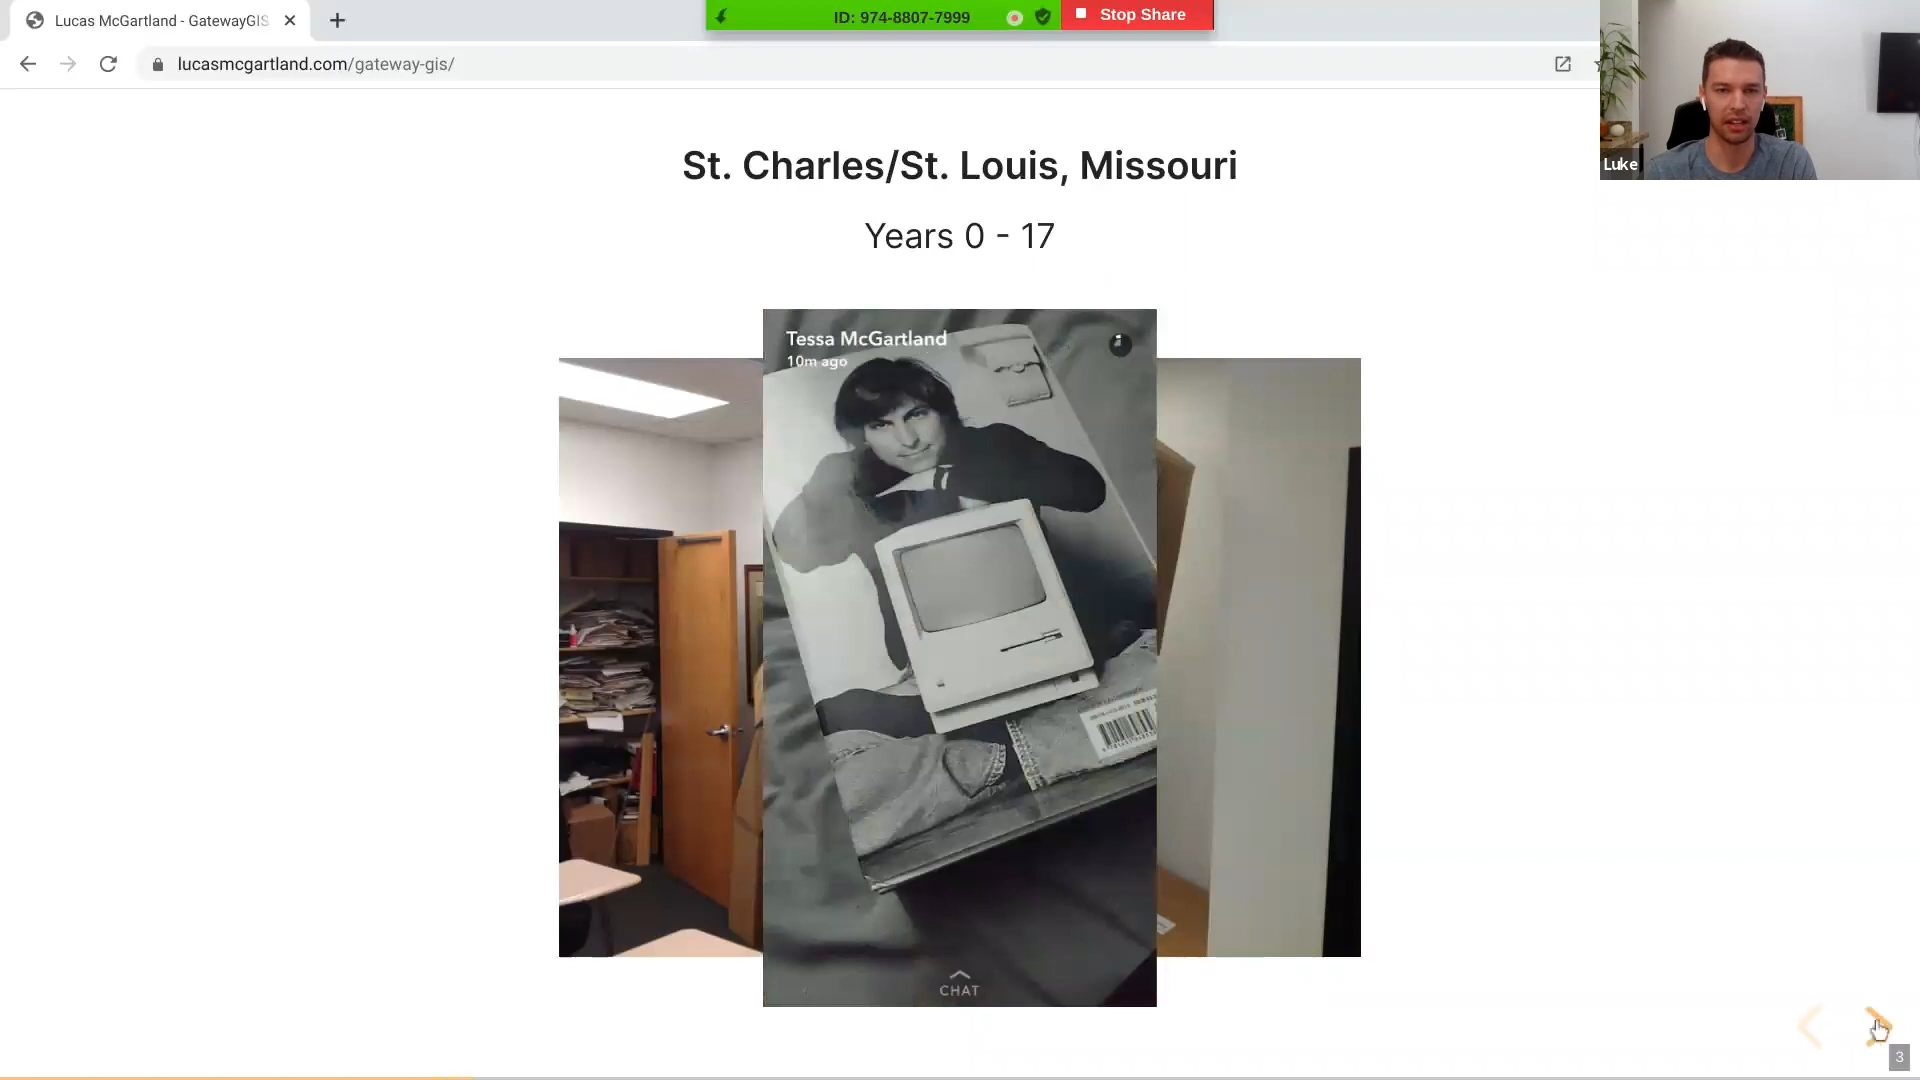 Lucas McGartland - GatewayGIS
ID: 974-8807-7999
Stop Share
lucasmcgartland.com/gateway-gis/
Luke
St. Charles/St. Louis, Missouri
Years 0 - 17
Tessa McGartland
10m ago
CHAT
3